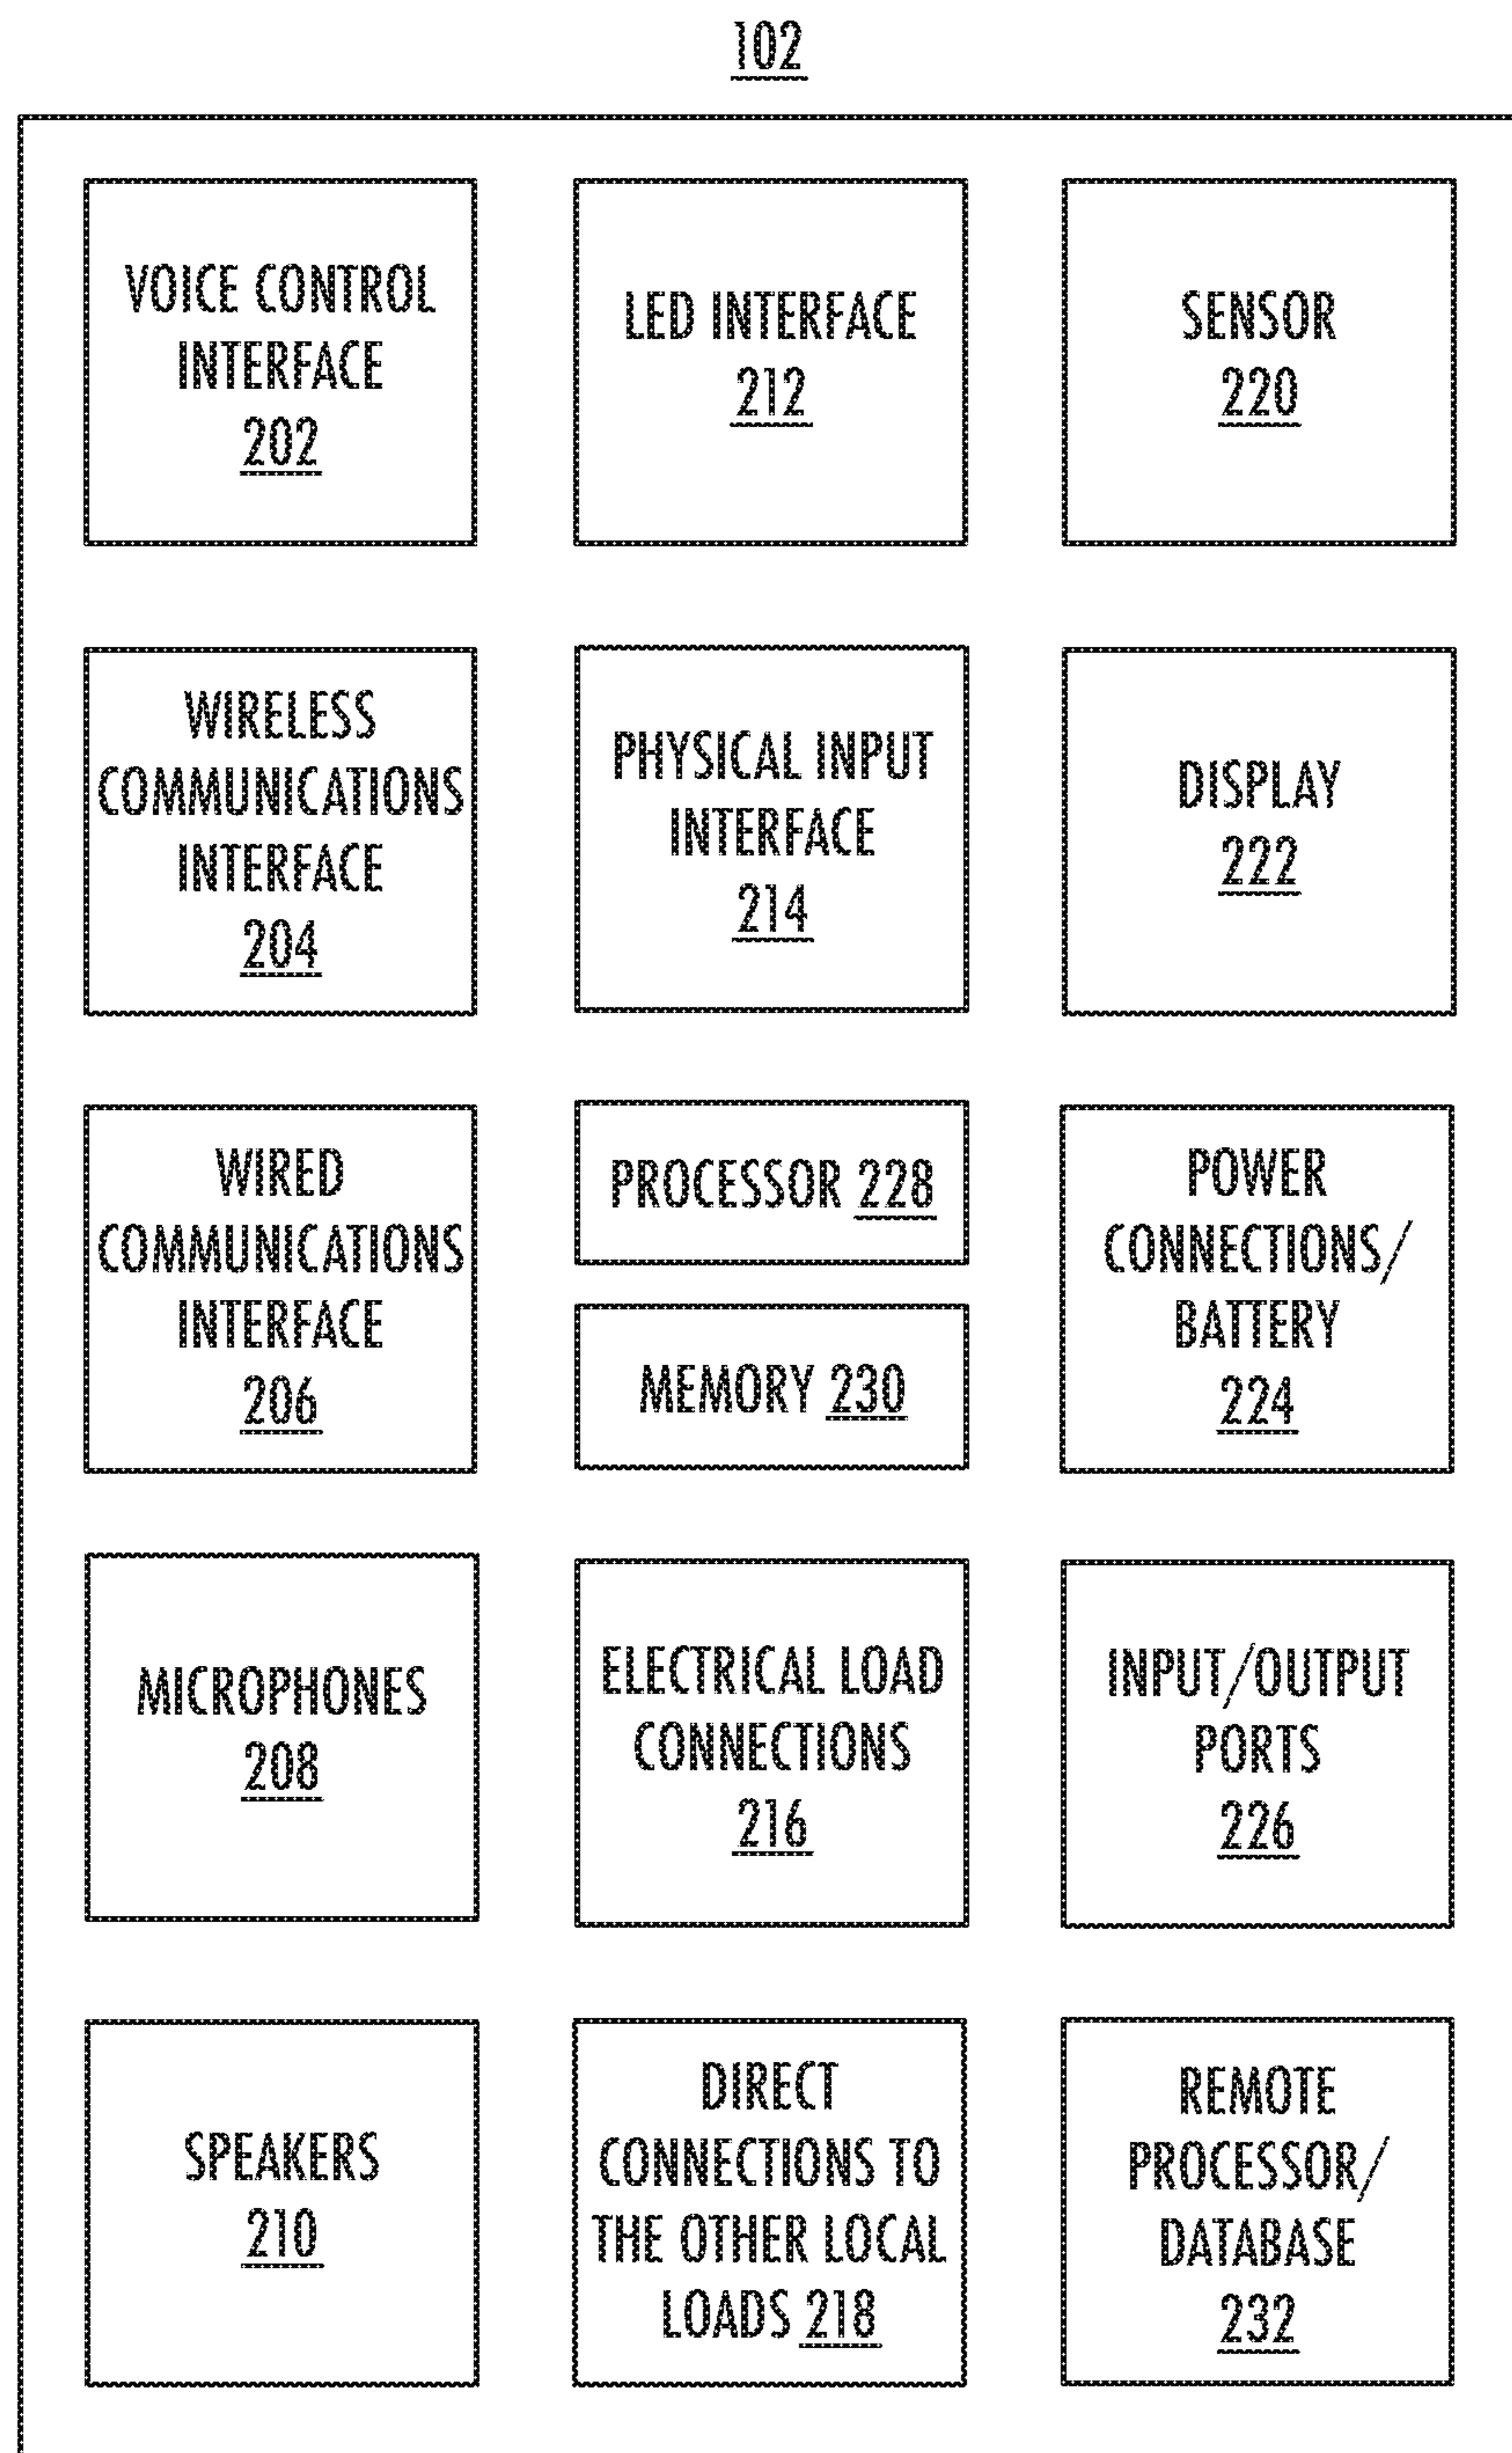 102
VOICE CONTROL
INTERFACE
202
LED INTERFACE
212
SENSOR
220
WIRELESS
COMMUNICATIONS
INTERFACE
204
PHYSICAL INPUT
INTERFACE
214
DISPLAY
222
WIRED
COMMUNICATIONS
INTERFACE
206
PROCESSOR 228
MEMORY 230
POWER
CONNECTIONS/
BATTERY
224
MICROPHONES
208
ELECTRICAL LOAD
CONNECTIONS
216
INPUT/OUTPUT
PORTS
226
SPEAKERS
210
DIRECT
CONNECTIONS TO
THE OTHER LOCAL
LOADS 218
REMOTE
PROCESSOR/
DATABASE
232